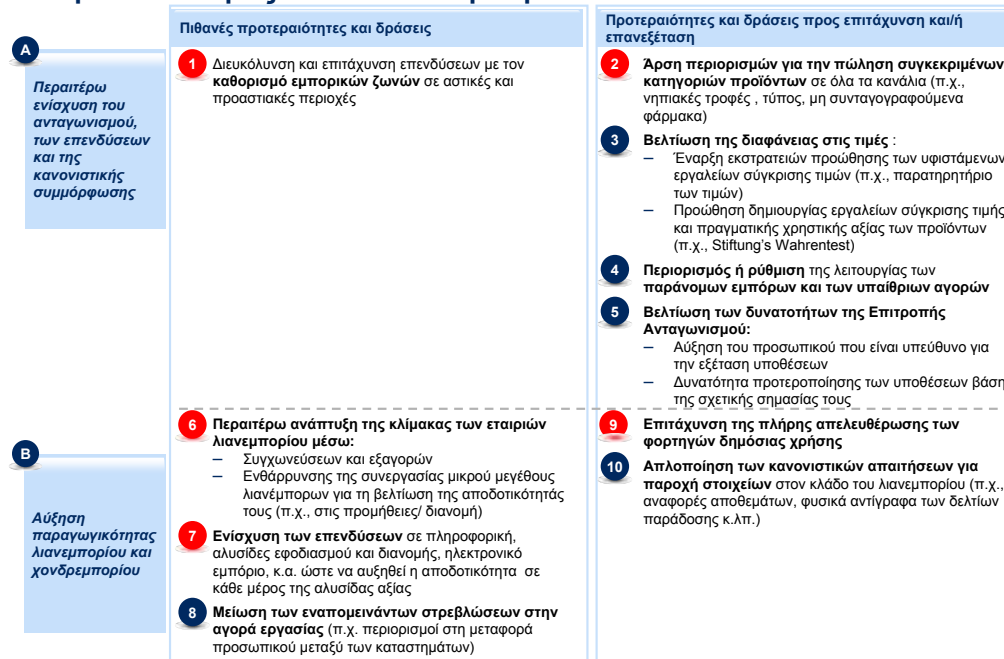 Πιθανές προτεραιότητες και δράσεις
Προτεραιότητες και δράσεις προς επιτάχυνση και/ή
επανεξέταση
A
Περαιτέρω
ενίσχυση του
ανταγωνισμού,
των επενδύσεων
και της
κανονιστικής
συμμόρφωσης
1 Διευκόλυνση και επιτάχυνση επενδύσεων με τον
καθορισμό εμπορικών ζωνών σε αστικές και
προαστιακές περιοχές
2 Άρση περιορισμών για την πώληση συγκεκριμένων
κατηγοριών προϊόντων σε όλα τα κανάλια (π.χ.,
νηπιακές τροφές , τύπος, μη συνταγογραφούμενα
φάρμακα)
3 Βελτίωση της διαφάνειας στις τιμές :
– Έναρξη εκστρατειών προώθησης των υφιστάμενων
εργαλείων σύγκρισης τιμών (π.χ., παρατηρητήριο
των τιμών)
– Προώθηση δημιουργίας εργαλείων σύγκρισης τιμής
και πραγματικής χρηστικής αξίας των προϊόντων
(π.χ., Stiftung's Wahrentest)
4 Περιορισμός ή ρύθμιση της λειτουργίας των
παράνομων εμπόρων και των υπαίθριων αγορών
5 Βελτίωση των δυνατοτήτων της Επιτροπής
Ανταγωνισμού:
– Αύξηση του προσωπικού που είναι υπεύθυνο για
την εξέταση υποθέσεων
– Δυνατότητα προτεροποίησης των υποθέσεων βάση
της σχετικής σημασίας τους
B
Αύξηση
παραγωγικότητας
λιανεμπορίου και
χονδρεμπορίου
6 Περαιτέρω ανάπτυξη της κλίμακας των εταιριών
λιανεμπορίου μέσω:
– Συγχωνεύσεων και εξαγορών
– Ενθάρρυνσης της συνεργασίας μικρού μεγέθους
λιανέμπορων για τη βελτίωση της αποδοτικότητάς
τους (π.χ., στις προμήθειες/ διανομή)
7 Ενίσχυση των επενδύσεων σε πληροφορική,
αλυσίδες εφοδιασμού και διανομής, ηλεκτρονικό
εμπόριο, κ.α. ώστε να αυξηθεί η αποδοτικότητα σε
κάθε μέρος της αλυσίδας αξίας
8 Μείωση των εναπομεινάντων στρεβλώσεων στην
αγορά εργασίας (π.χ. περιορισμοί στη μεταφορά
προσωπικού μεταξύ των καταστημάτων)
9 Επιτάχυνση της πλήρης απελευθέρωσης των
φορτηγών δημόσιας χρήσης
10 Απλοποίηση των κανονιστικών απαιτήσεων για
παροχή στοιχείων στον κλάδο του λιανεμπορίου (π.χ.,
αναφορές αποθεμάτων, φυσικά αντίγραφα των δελτίων
παράδοσης κ.λπ.)